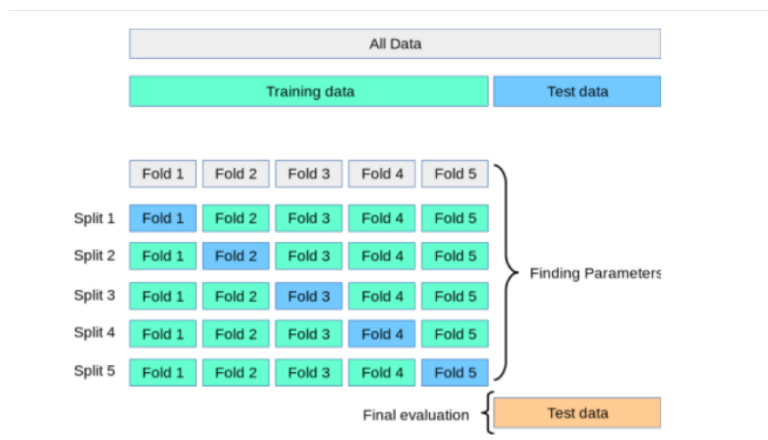 All Data
Training data Test data
Fold 1 Fold 2 Fold 3 Fold 4 Fold 5
Split 1 Fold 1 Fold 2 Fold 3 Fold 4 Fold 5
Split 2 Fold 1 Fold 2 Fold 3 Fold 4 Fold 5
Finding Parameters
Split 3 Fold 1 Fold 2 Fold 3 Fold 4 Fold 5
Split 4 Fold 1 Fold 2 Fold 3 Fold 4 Fold 5
Split 5 Fold 1 Fold 2 Fold 3 Fold 4 Fold 5
Final evaluation Test data